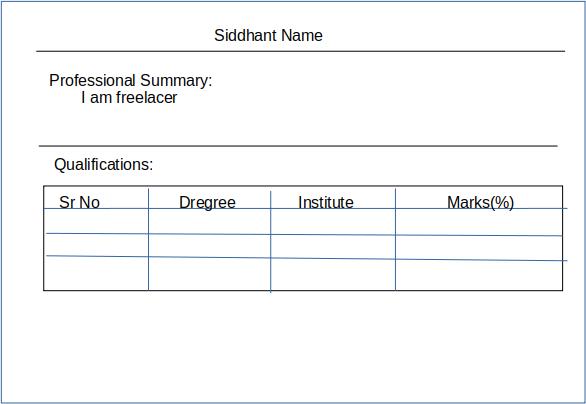 Siddhant Name
Professional Summary:
I am freelacer
Qualifications:
Sr No Dregree Institute Marks(%)